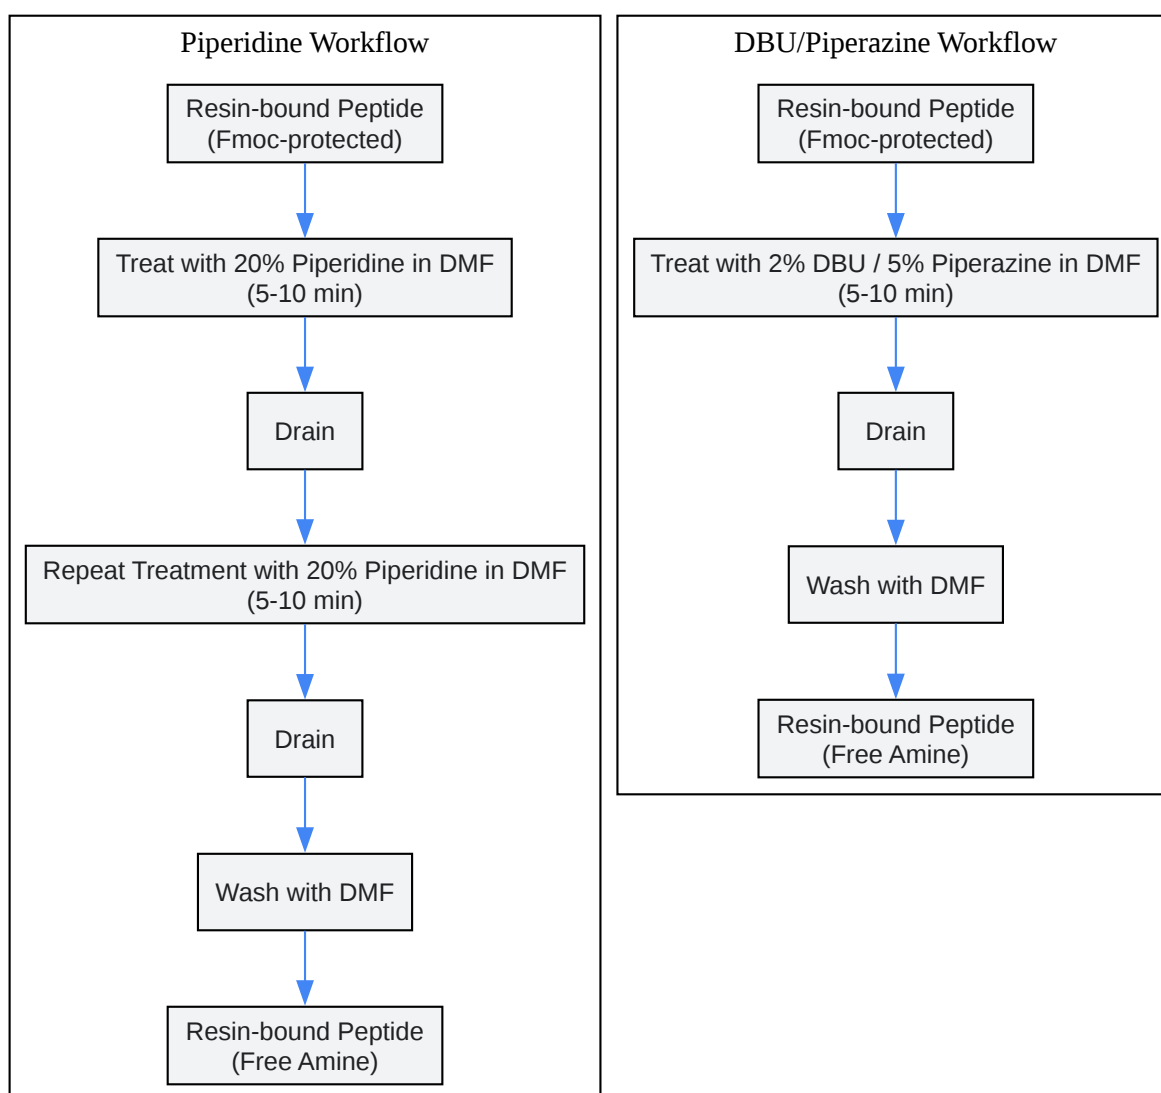 Piperidine Workflow
Resin-bound Peptide
(Fmoc-protected)
Treat with 20% Piperidine in DMF
(5-10 min)
Drain
Repeat Treatment with 20% Piperidine in DMF
(5-10 min)
Drain
Wash with DMF
Resin-bound Peptide
(Free Amine)
DBU/Piperazine Workflow
Resin-bound Peptide
(Fmoc-protected)
Treat with 2% DBU / 5% Piperazine in DMF
(5-10 min)
Drain
Wash with DMF
Resin-bound Peptide
(Free Amine)